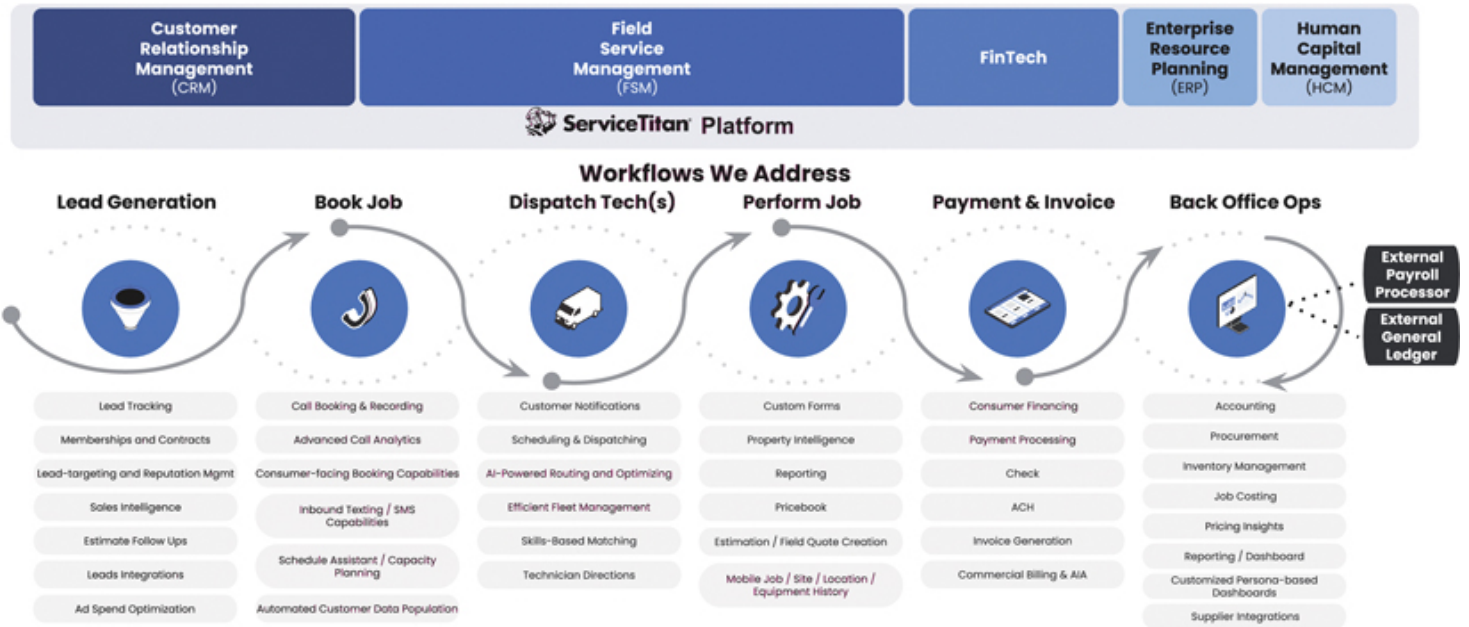 Customer
Relationship
Management
(CRM)
Field
Service
Management
(FSM)
FinTech
Enterprise
Resource
Planning
(ERP)
Human
Capital
Management
(HCM)
ServiceTitan Platform
Workflows We Address
Lead Generation
Book Job
Dispatch Tech(s)
Perform Job
Payment & Invoice
Back Office Ops
External
Payroll
Processor
External
General
Ledger
Lead Tracking
Memberships and Contracts
Lead-targeting and Reputation Mgmt
Sales Intelligence
Estimate Follow Ups
Leads Integrations
Ad Spend Optimization
Call Booking & Recording
Advanced Call Analytics
Consumer-facing Booking Capabilities
Inbound Texting / SMS
Capabilities
Schedule Assistant / Capacity
Planning
Automated Customer Data Population
Customer Notifications
Scheduling & Dispatching
AI-Powered Routing and Optimizing
Efficient Fleet Management
Skills-Based Matching
Technician Directions
Custom Forms
Property Intelligence
Reporting
Pricebook
Estimation / Field Quote Creation
Mobile Job / Site / Location /
Equipment History
Consumer Financing
Payment Processing
Check
ACH
Invoice Generation
Commercial Billing & AIA
Accounting
Procurement
Inventory Management
Job Costing
Pricing Insights
Reporting / Dashboard
Customized Persona-based
Dashboards
Supplier Integrations